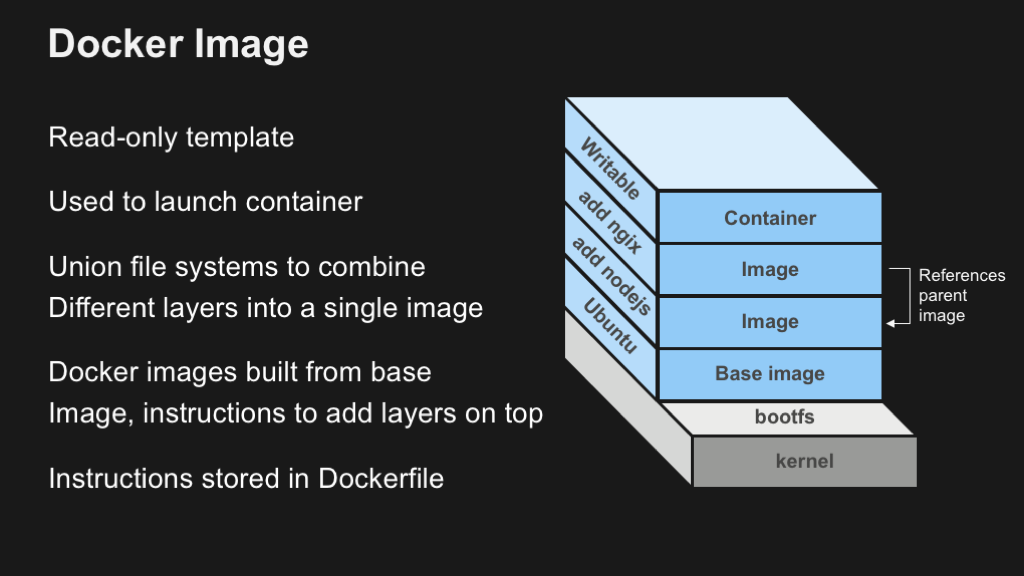 Docker Image
Read-only template
Used to launch container
Union file systems to combine
Different layers into a single image
Docker images built from base
Image, instructions to add layers on top
Instructions stored in Dockerfile
Writable
add ngix
add nodejs
Ubuntu
Container
Image
Image
Base image
bootfs
kernel
References
parent
image